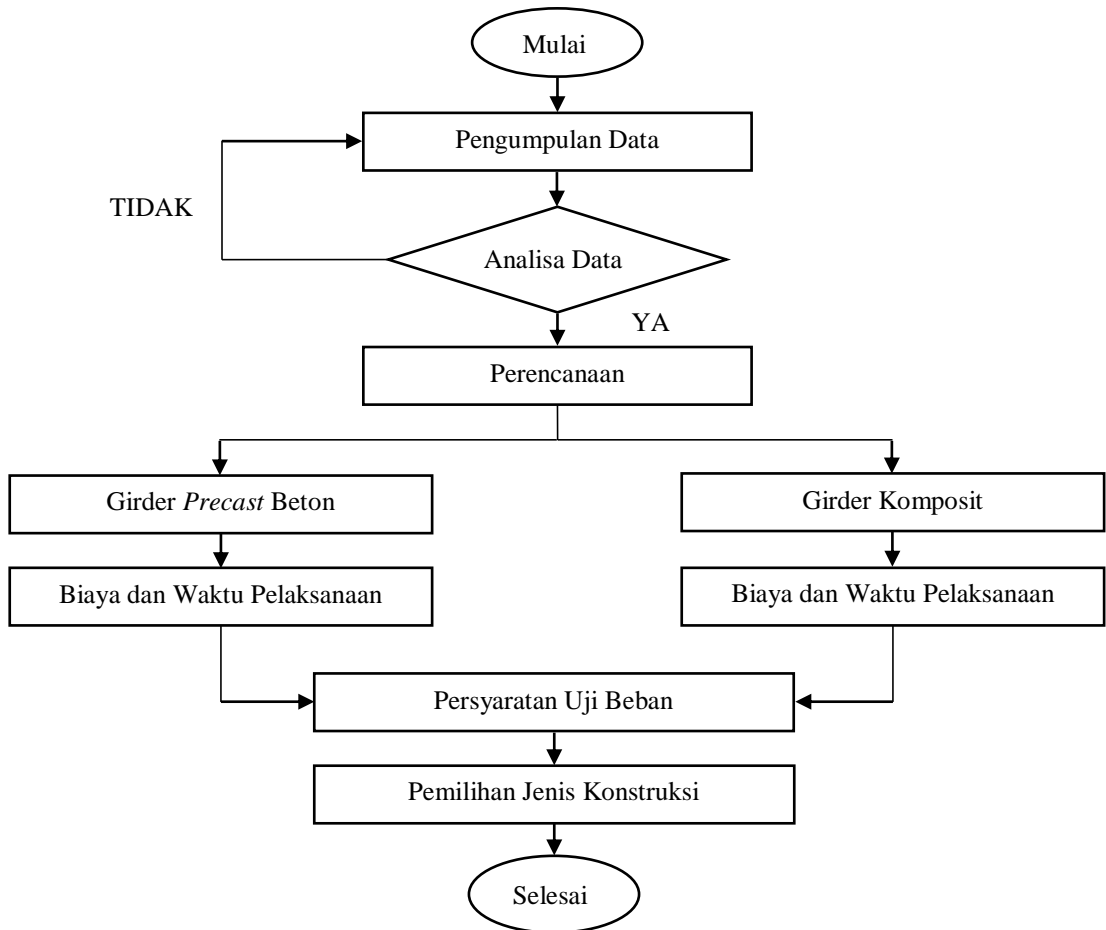 Mulai
Pengumpulan Data
TIDAK
Analisa Data
YA
Perencanaan
Girder Precast Beton
Girder Komposit
Biaya dan Waktu Pelaksanaan
Biaya dan Waktu Pelaksanaan
Persyaratan Uji Beban
Pemilihan Jenis Konstruksi
Selesai